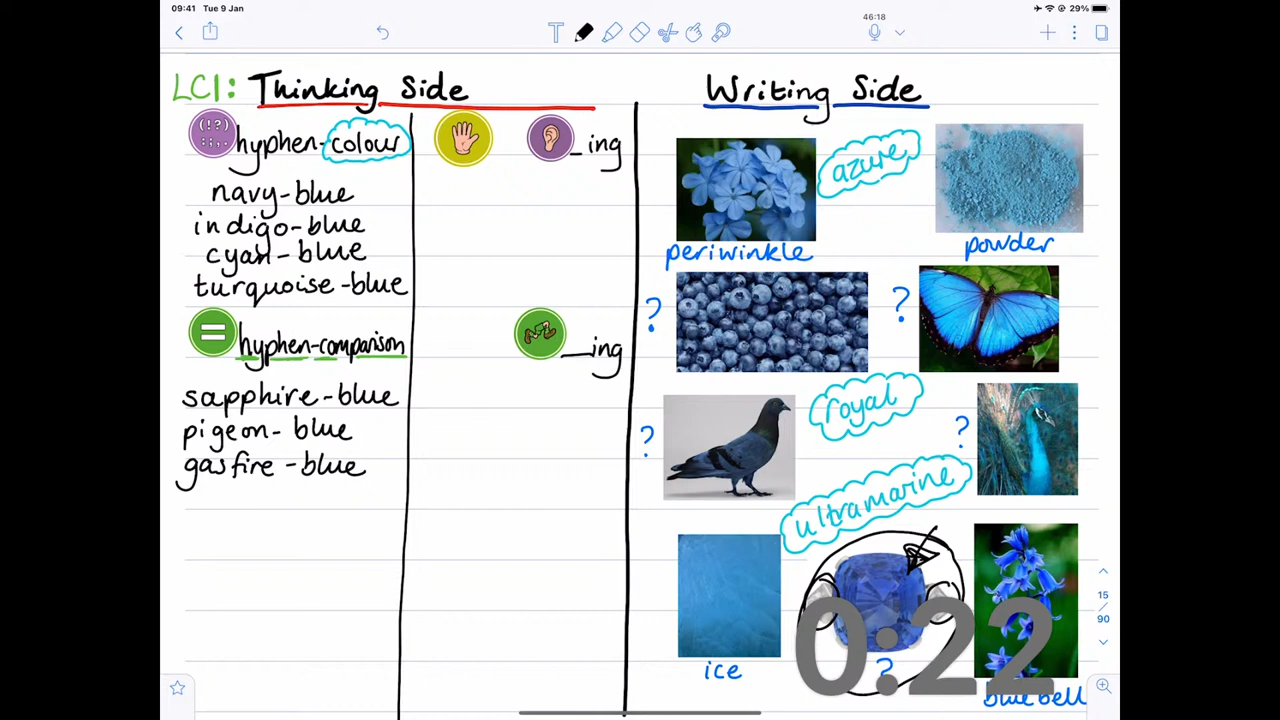 09:41 Tue 9 Jan
46:18
29%
T
LC1: Thinking Side
Writing Side
(!?) :;,.
hyphen-colour
_ing
navy-blue
indigo-blue
cyan-blue
turquoise-blue
=
hyphen-comparison
__ing
sapphire-blue
pigeon-blue
gasfire-blue
azure
periwinkle
powder
?
?
royal
?
?
ultramarine
ice
?
bluebell
0:22
15
/
90